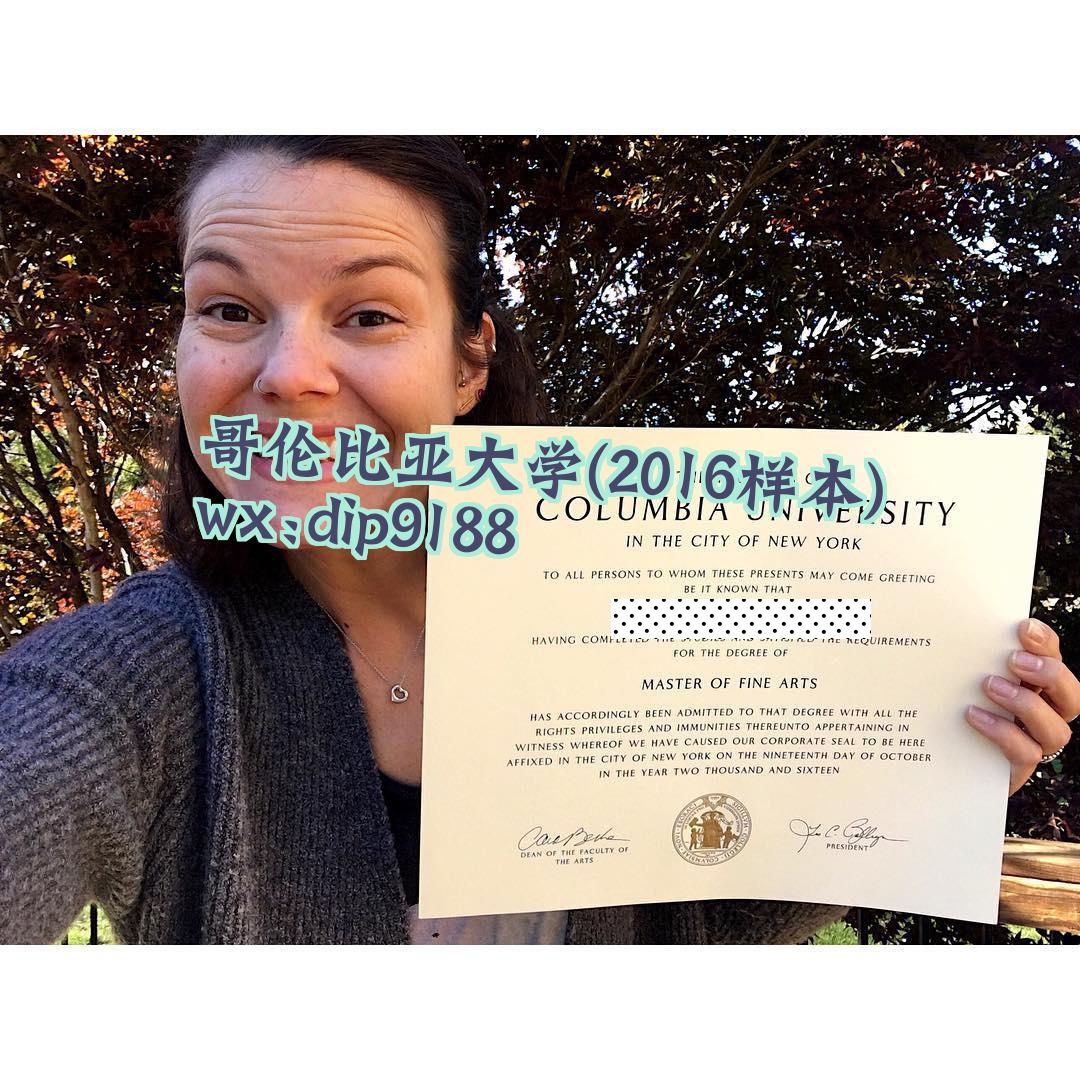 哥伦比亚大学(2016样本)
wx:dip9188
COLUMBIA UNIVERSITY
IN THE CITY OF NEW YORK
TO ALL PERSONS TO WHOM THESE PRESENTS MAY COME GREETING
BE IT KNOWN THAT
HAVING COMPLETED THE STUDIES AND SATISFIED THE REQUIREMENTS
FOR THE DEGREE OF
MASTER OF FINE ARTS
HAS ACCORDINGLY BEEN ADMITTED TO THAT DEGREE WITH ALL THE
RIGHTS PRIVILEGES AND IMMUNITIES THEREUNTO APPERTAINING IN
WITNESS WHEREOF WE HAVE CAUSED OUR CORPORATE SEAL TO BE HERE
AFFIXED IN THE CITY OF NEW YORK ON THE NINETEENTH DAY OF OCTOBER
IN THE YEAR TWO THOUSAND AND SIXTEEN
DEAN OF THE FACULTY OF
THE ARTS
PRESIDENT